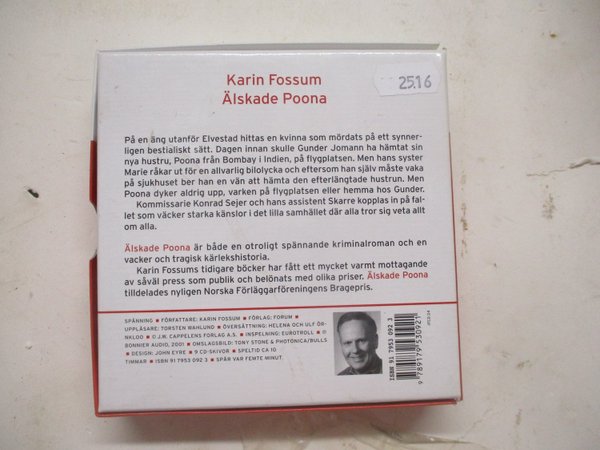 Karin Fossum
Älskade Poona
25.16
På en äng utanför Elvestad hittas en kvinna som mördats på ett synner-
ligen bestialiskt sätt. Dagen innan skulle Gunder Jomann ha hämtat sin
nya hustru, Poona från Bombay i Indien, på flygplatsen. Men hans syster
Marie råkar ut för en allvarlig bilolycka och eftersom han själv måste vaka
på sjukhuset ber han en vän att hämta den efterlängtade hustrun. Men
Poona dyker aldrig upp, varken på flygplatsen eller hemma hos Gunder.
Kommissarie Konrad Sejer och hans assistent Skarre kopplas in på fal-
let som väcker starka känslor i det lilla samhället där alla tror sig veta allt
om alla.
Älskade Poona är både en otroligt spännande kriminalroman och en
vacker och tragisk kärlekshistoria.
Karin Fossums tidigare böcker har fått ett mycket varmt mottagande
av såväl press som publik och belönats med olika priser. Älskade Poona
tilldelades nyligen Norska Förläggarföreningens Bragepris.
SPÄNNING ■ FÖRFATTARE: KARIN FOSSUM ■ FÖRLAG: FORUM ■
UPPLÄSARE: TORSTEN WAHLUND ■ ÖVERSÄTTNING: HELENA OCH ULF ÖR-
NKLOO ■ © J.W. CAPPELENS FORLAG A.S. ■ INSPELNING: EUROTROLL ■ ©
BONNIER AUDIO, 2001 ■ OMSLAGSBILD: TONY STONE & PHOTONICA/BULLS
■ DESIGN: JOHN EYRE ■ 9 CD-SKIVOR ■ SPELTID CA 10
TIMMAR ■ ISBN 91 7953 092 3 ■ SPÅR VAR FEMTE MINUT.
ISBN 91 7953 092 3
9 789179 530921